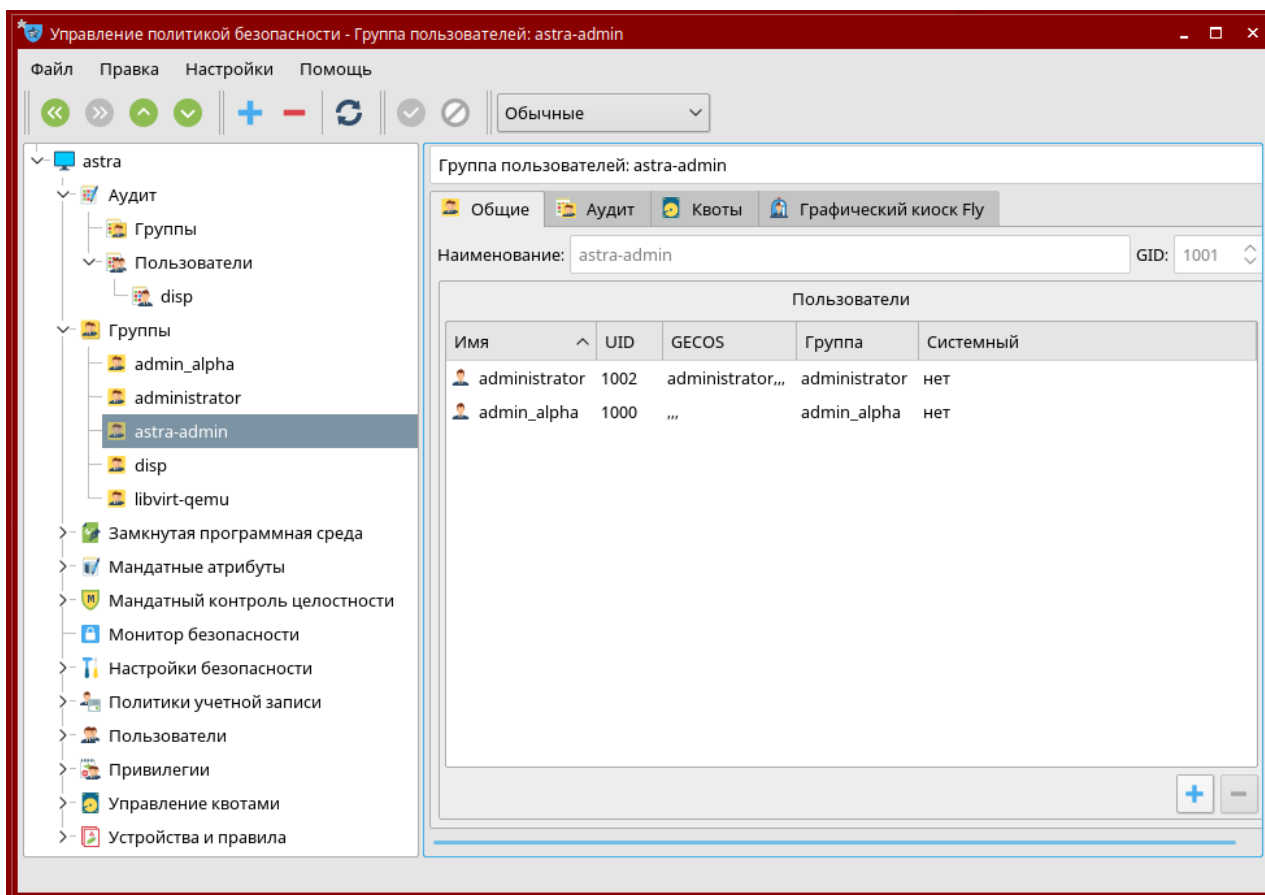 Управление политикой безопасности - Группа пользователей: astra-admin
Файл Правка Настройки Помощь
Обычные
astra
Аудит
Группы
Пользователи
disp
Группы
admin_alpha
administrator
astra-admin
disp
libvirt-qemu
Замкнутая программная среда
Мандатные атрибуты
Мандатный контроль целостности
Монитор безопасности
Настройки безопасности
Политики учетной записи
Пользователи
Привилегии
Управление квотами
Устройства и правила
Группа пользователей: astra-admin
Общие Аудит Квоты Графический киоск Fly
Наименование: astra-admin GID: 1001
Пользователи
Имя UID GECOS Группа Системный
administrator 1002 administrator,,, administrator нет
admin_alpha 1000 ,,, admin_alpha нет